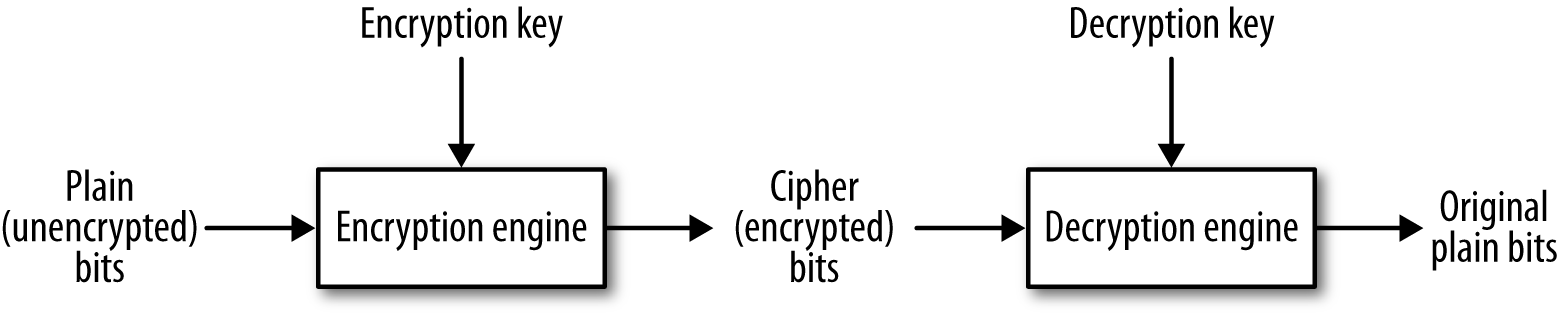 Encryption key
Decryption key
Plain
(unencrypted)
bits
Encryption engine
Cipher
(encrypted)
bits
Decryption engine
Original
plain bits